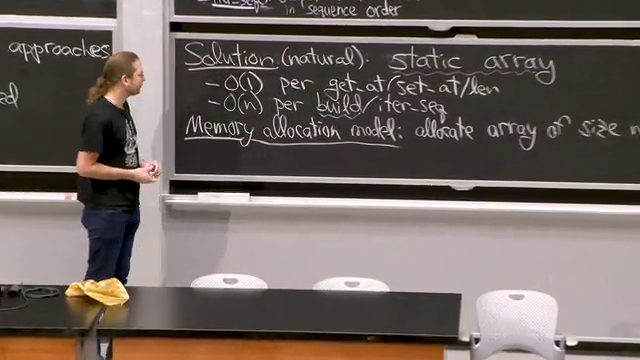 approaches
in sequence order
Solution (natural): static array
- O(1) per get_at/set_at/len
- O(n) per build/iter_seq
Memory allocation model: allocate array of size n